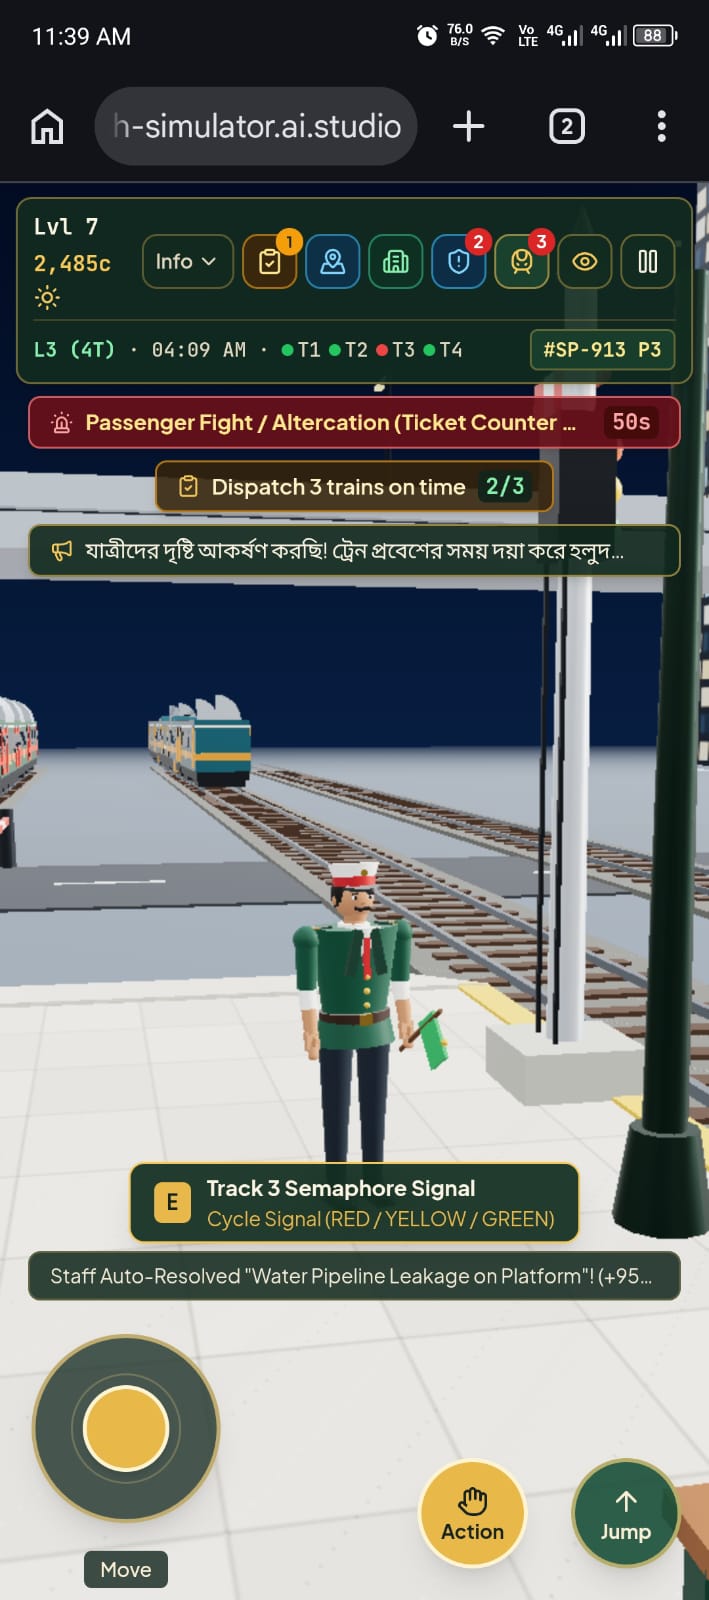 11:39 AM
76.0 B/S
Vo LTE
4G
4G
88
h-simulator.ai.studio
2
Lvl 7
2,485c
Info
1
2
3
L3 (4T) · 04:09 AM · T1 T2 T3 T4
#SP-913 P3
Passenger Fight / Altercation (Ticket Counter ...
50s
Dispatch 3 trains on time 2/3
যাত্রীদের দৃষ্টি আকর্ষণ করছি! ট্রেন প্রবেশের সময় দয়া করে হলুদ...
E
Track 3 Semaphore Signal
Cycle Signal (RED / YELLOW / GREEN)
Staff Auto-Resolved "Water Pipeline Leakage on Platform"! (+95...
Action
Jump
Move